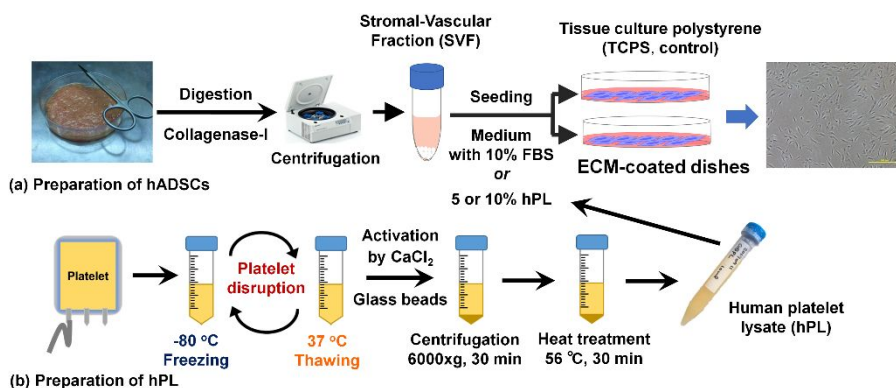 Stromal-Vascular
Fraction (SVF)
Tissue culture polystyrene
(TCPS, control)
Digestion
Collagenase-I
Centrifugation
Seeding
Medium
with 10% FBS
or
5 or 10% hPL
ECM-coated dishes
(a) Preparation of hADSCs
Platelet
Platelet
disruption
Activation
by CaCl₂
Glass beads
-80 °C
Freezing
37 °C
Thawing
Centrifugation
6000xg, 30 min
Heat treatment
56 °C, 30 min
Human platelet
lysate (hPL)
(b) Preparation of hPL